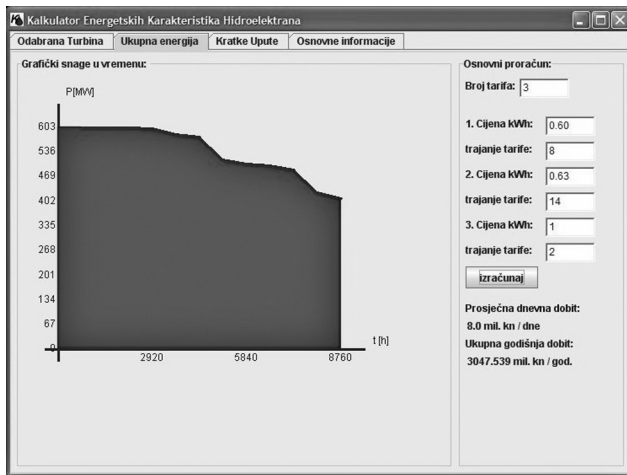 Kalkulator Energetskih Karakteristika Hidroelektrana
Odabrana Turbina
Ukupna energija
Kratke Upute
Osnovne informacije
Grafički snage u vremenu:
P[MW]
603
536
469
402
335
268
201
134
67
0
2920
5840
8760
t [h]
Osnovni proračun:
Broj tarifa: 3
1. Cijena kWh: 0.60
trajanje tarife: 8
2. Cijena kWh: 0.63
trajanje tarife: 14
3. Cijena kWh: 1
trajanje tarife: 2
izračunaj
Prosječna dnevna dobit:
8.0 mil. kn / dne
Ukupna godišnja dobit:
3047.539 mil. kn / god.